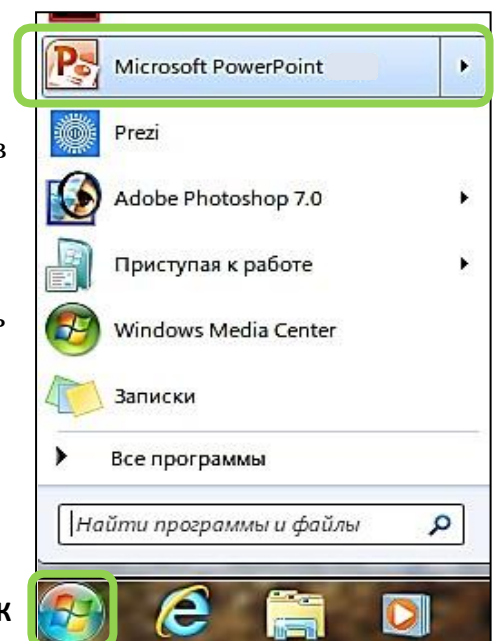 Microsoft PowerPoint
Prezi
в
Adobe Photoshop 7.0
Приступая к работе
ь
Windows Media Center
Записки
Все программы
Найти программы и файлы
к